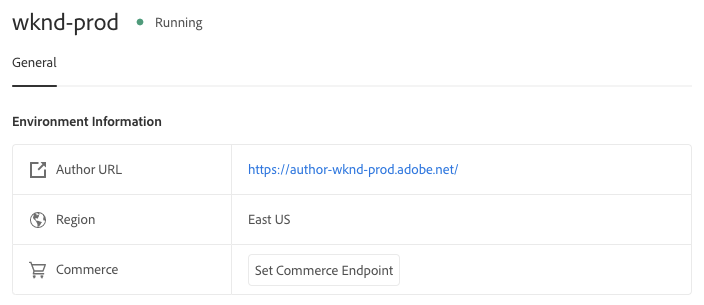 wknd-prod Running
General
Environment Information
Author URL https://author-wknd-prod.adobe.net/
Region East US
Commerce Set Commerce Endpoint